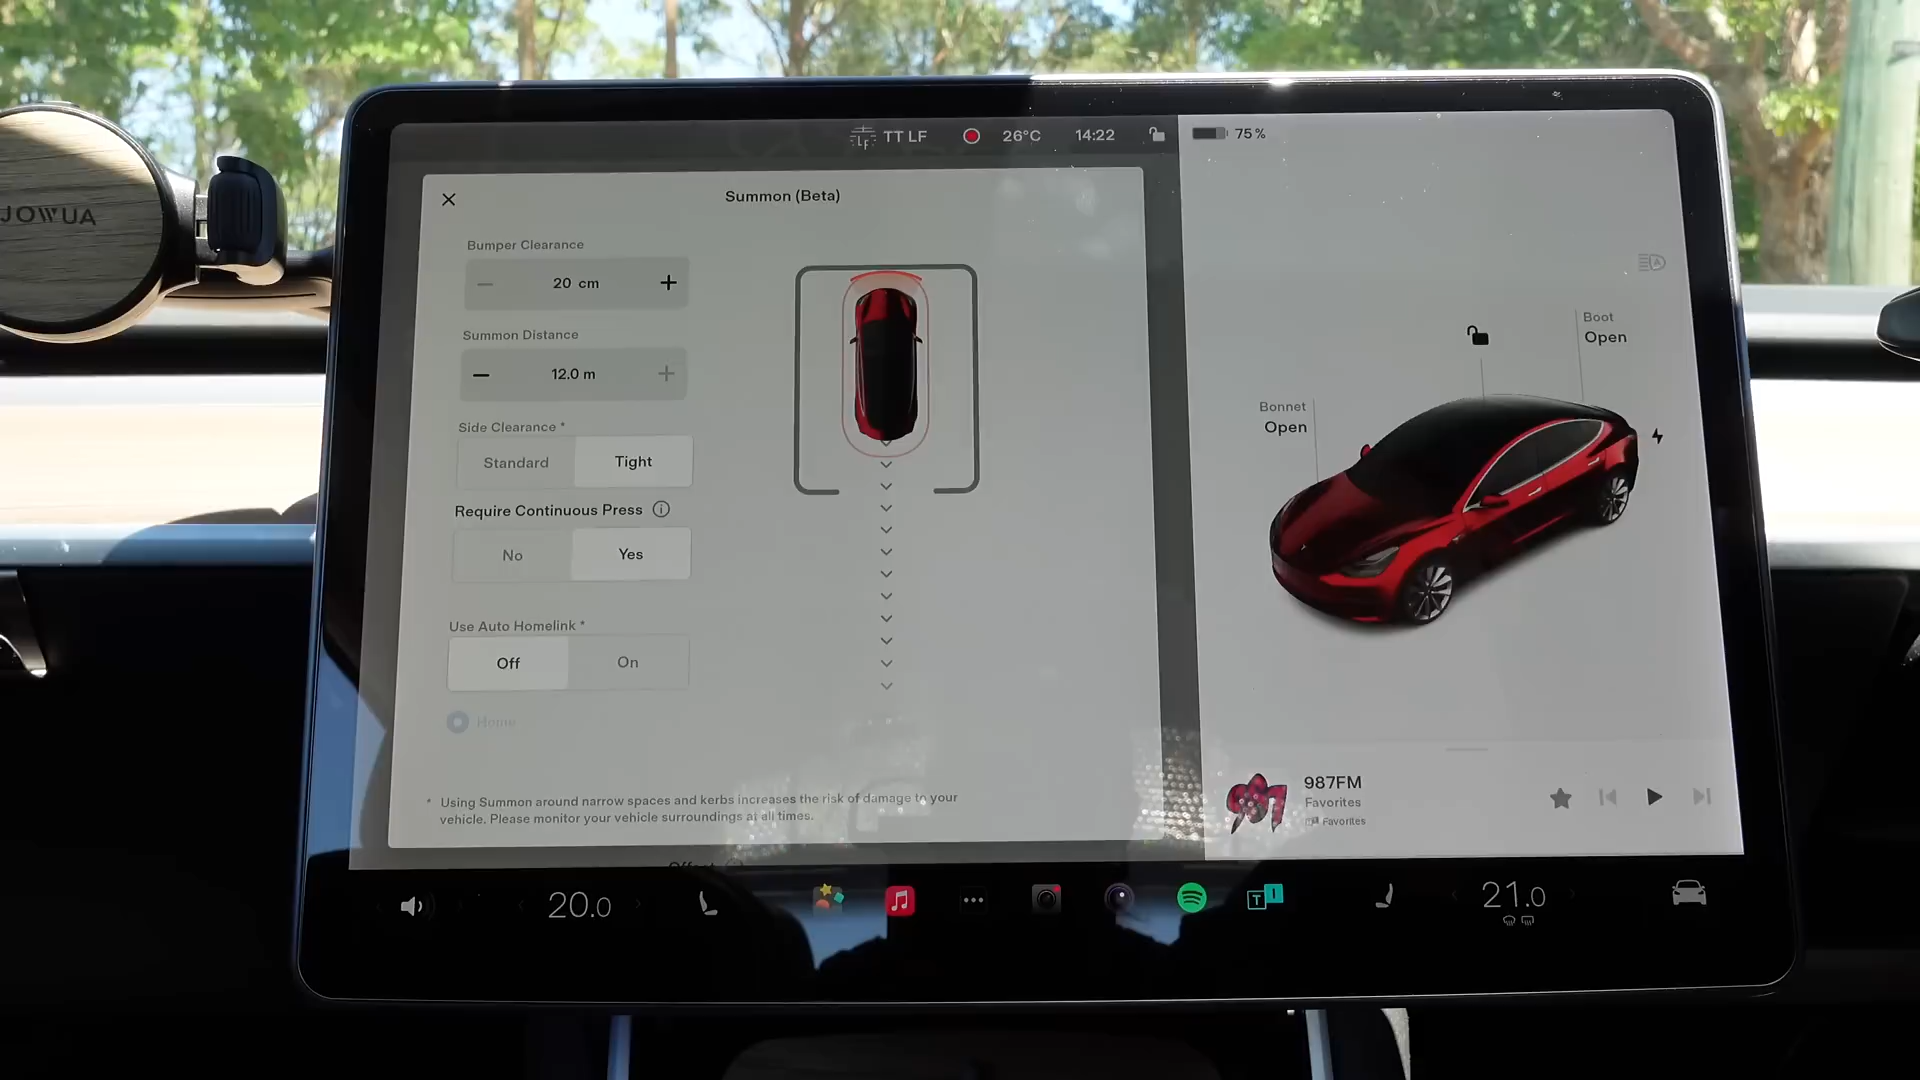 JOWUA
TT LF
26°C
14:22
75 %
Summon (Beta)
Bumper Clearance
20 cm
Summon Distance
12.0 m
Side Clearance *
Standard
Tight
Require Continuous Press
No
Yes
Use Auto Homelink *
Off
On
Home
* Using Summon around narrow spaces and kerbs increases the risk of damage to your
vehicle. Please monitor your vehicle surroundings at all times.
Boot
Open
Bonnet
Open
987FM
Favorites
Favorites
20.0
21.0